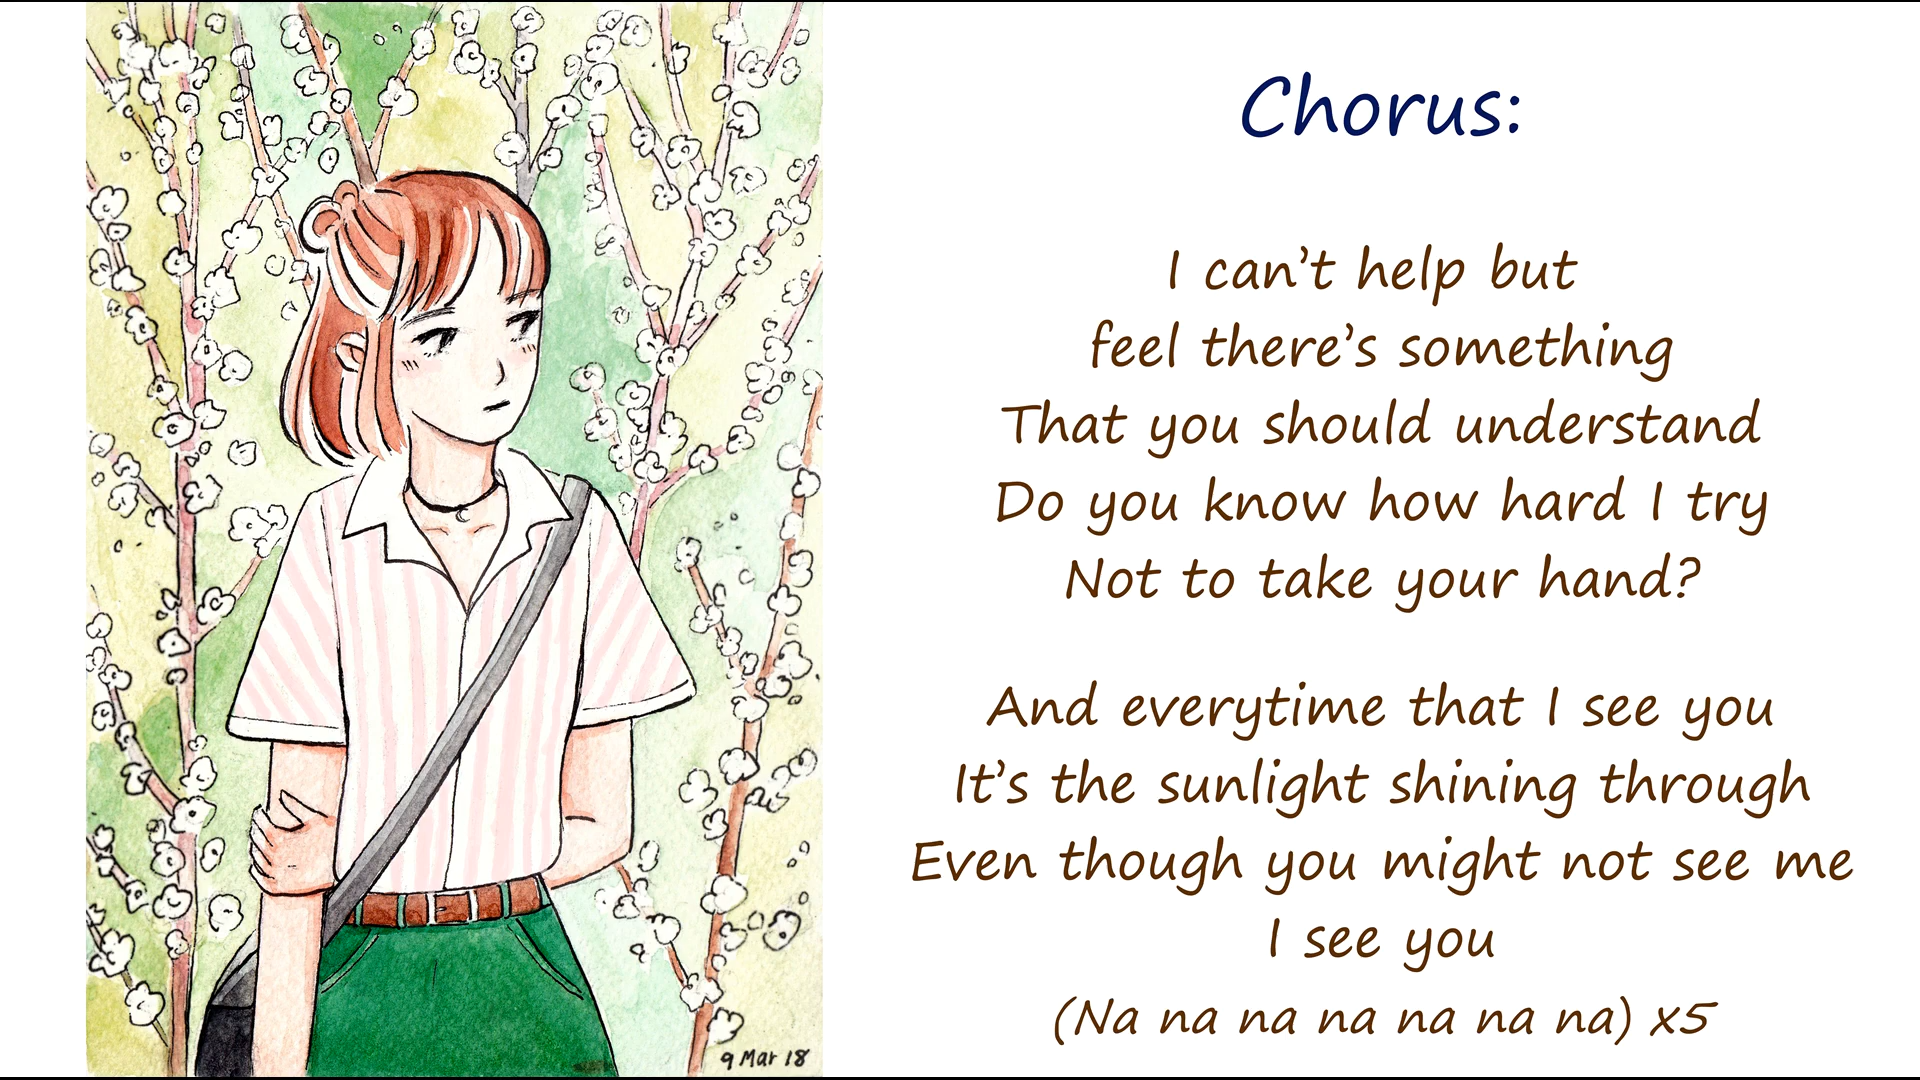 Chorus:
I can’t help but
feel there’s something
That you should understand
Do you know how hard I try
Not to take your hand?
And everytime that I see you
It’s the sunlight shining through
Even though you might not see me
I see you
(Na na na na na na na) x5
9 Mar 18